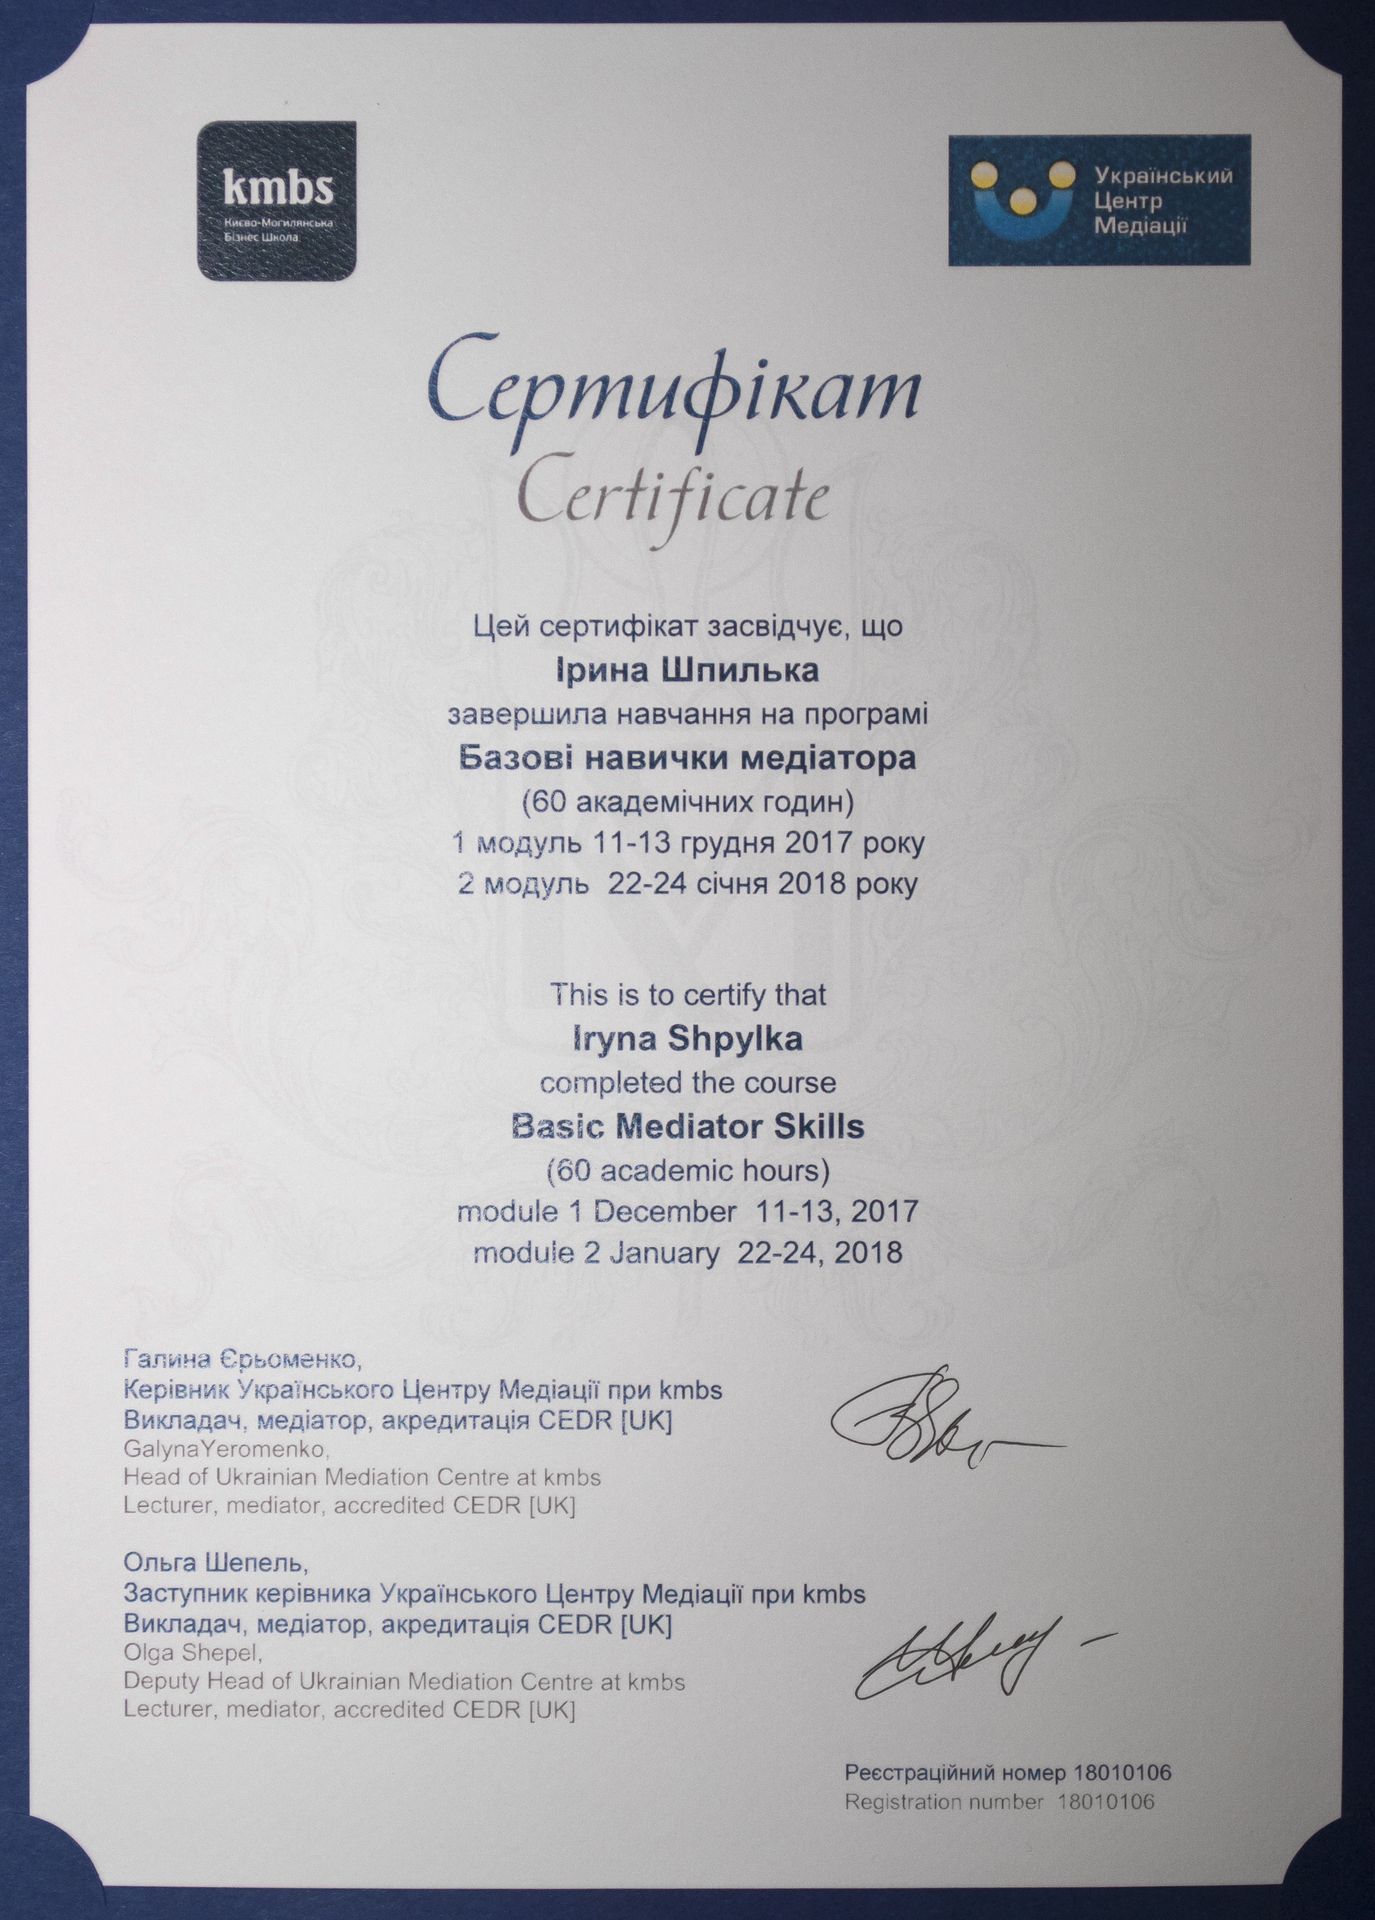 kmbs
Києво-Могилянська
Бізнес Школа
Український
Центр
Медіації
Сертифікат
Certificate
Цей сертифікат засвідчує, що
Ірина Шпилька
завершила навчання на програмі
Базові навички медіатора
(60 академічних годин)
1 модуль 11-13 грудня 2017 року
2 модуль 22-24 січня 2018 року
This is to certify that
Iryna Shpylka
completed the course
Basic Mediator Skills
(60 academic hours)
module 1 December 11-13, 2017
module 2 January 22-24, 2018
Галина Єрьоменко,
Керівник Українського Центру Медіації при kmbs
Викладач, медіатор, акредитація CEDR [UK]
GalynaYeromenko,
Head of Ukrainian Mediation Centre at kmbs
Lecturer, mediator, accredited CEDR [UK]
Ольга Шепель,
Заступник керівника Українського Центру Медіації при kmbs
Викладач, медіатор, акредитація CEDR [UK]
Olga Shepel,
Deputy Head of Ukrainian Mediation Centre at kmbs
Lecturer, mediator, accredited CEDR [UK]
Реєстраційний номер 18010106
Registration number 18010106